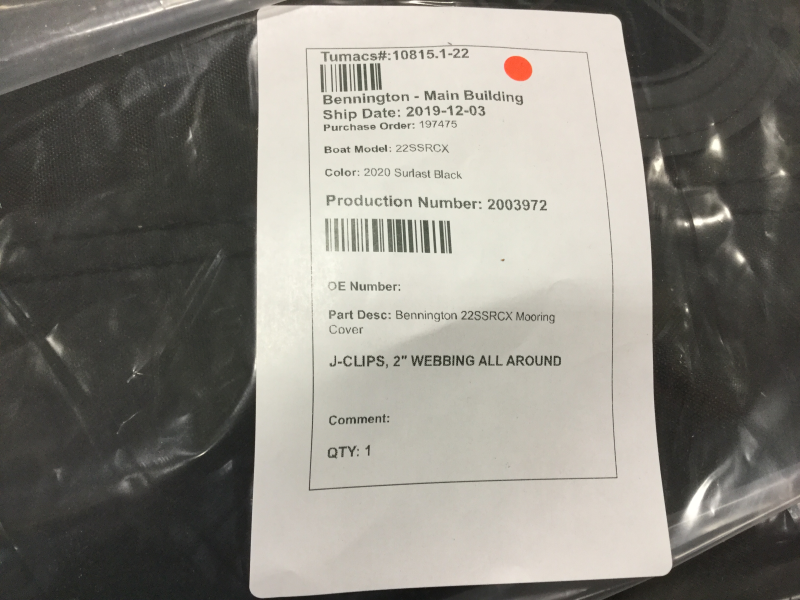 Tumacs#:10815.1-22
Bennington - Main Building
Ship Date: 2019-12-03
Purchase Order: 197475
Boat Model: 22SSRCX
Color: 2020 Surlast Black
Production Number: 2003972
OE Number:
Part Desc: Bennington 22SSRCX Mooring
Cover
J-CLIPS, 2" WEBBING ALL AROUND
Comment:
QTY: 1